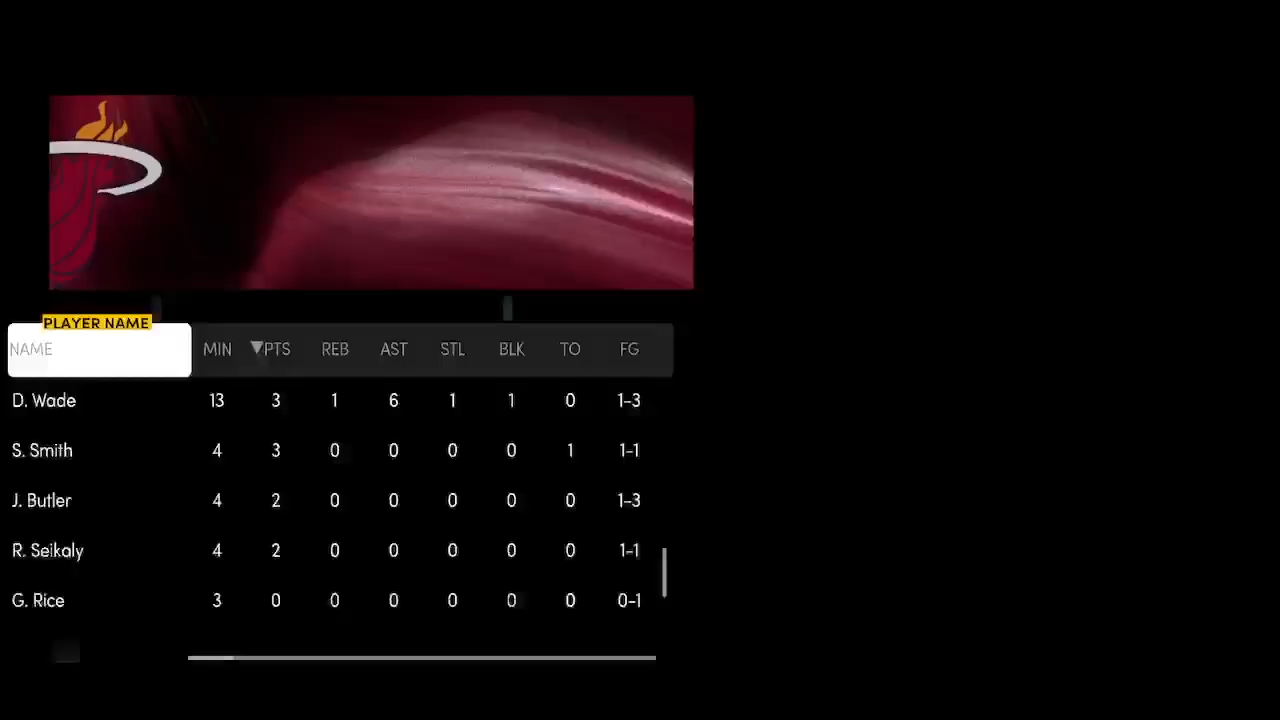 PLAYER NAME
NAME MIN ▼PTS REB AST STL BLK TO FG
D. Wade 13 3 1 6 1 1 0 1-3
S. Smith 4 3 0 0 0 0 1 1-1
J. Butler 4 2 0 0 0 0 0 1-3
R. Seikaly 4 2 0 0 0 0 0 1-1
G. Rice 3 0 0 0 0 0 0 0-1